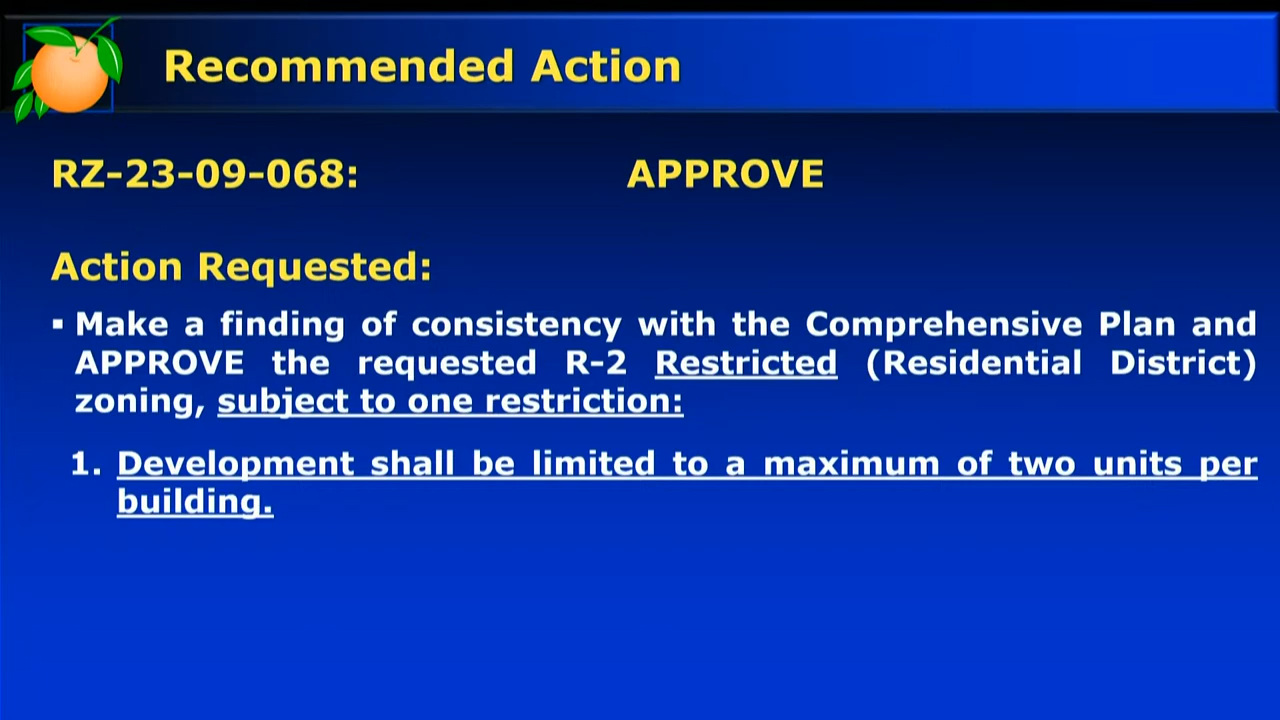 Recommended Action
RZ-23-09-068: APPROVE
Action Requested:
▪ Make a finding of consistency with the Comprehensive Plan and
APPROVE the requested R-2 Restricted (Residential District)
zoning, subject to one restriction:
1. Development shall be limited to a maximum of two units per
building.